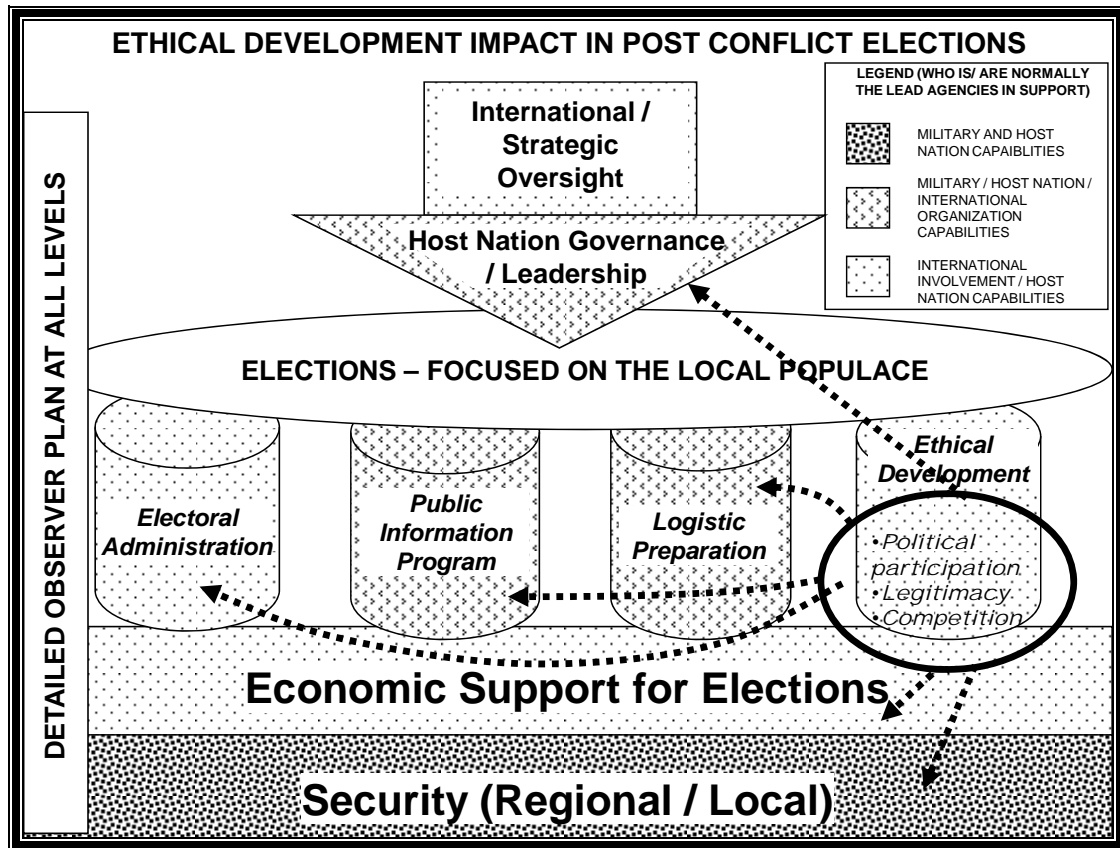 ETHICAL DEVELOPMENT IMPACT IN POST CONFLICT ELECTIONS
LEGEND (WHO IS/ ARE NORMALLY
THE LEAD AGENCIES IN SUPPORT)
MILITARY AND HOST
NATION CAPAIBLITIES
MILITARY / HOST NATION /
INTERNATIONAL
ORGANIZATION
CAPABILITIES
INTERNATIONAL
INVOLVEMENT / HOST
NATION CAPABILITIES
DETAILED OBSERVER PLAN AT ALL LEVELS
International /
Strategic
Oversight
Host Nation Governance
/ Leadership
ELECTIONS – FOCUSED ON THE LOCAL POPULACE
Electoral
Administration
Public
Information
Program
Logistic
Preparation
Ethical
Development
•Political
participation
•Legitimacy
•Competition
Economic Support for Elections
Security (Regional / Local)